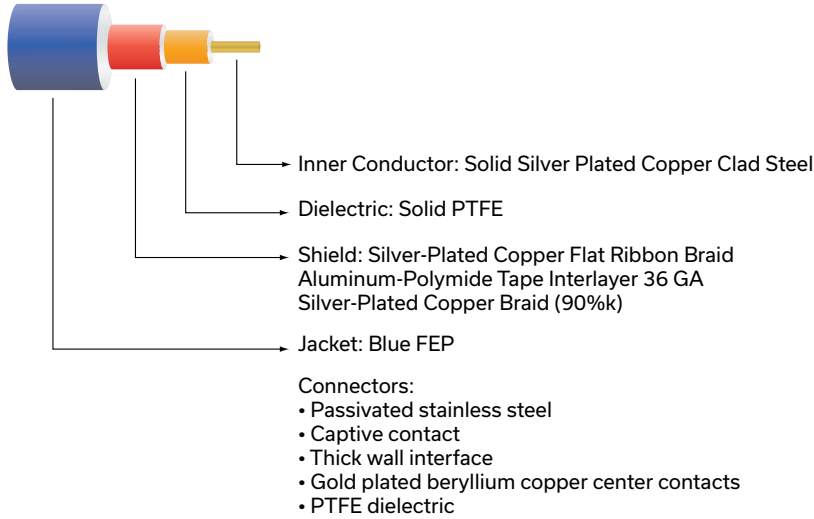 Inner Conductor: Solid Silver Plated Copper Clad Steel
Dielectric: Solid PTFE
Shield: Silver-Plated Copper Flat Ribbon Braid
Aluminum-Polymide Tape Interlayer 36 GA
Silver-Plated Copper Braid (90%k)
Jacket: Blue FEP
Connectors:
• Passivated stainless steel
• Captive contact
• Thick wall interface
• Gold plated beryllium copper center contacts
• PTFE dielectric